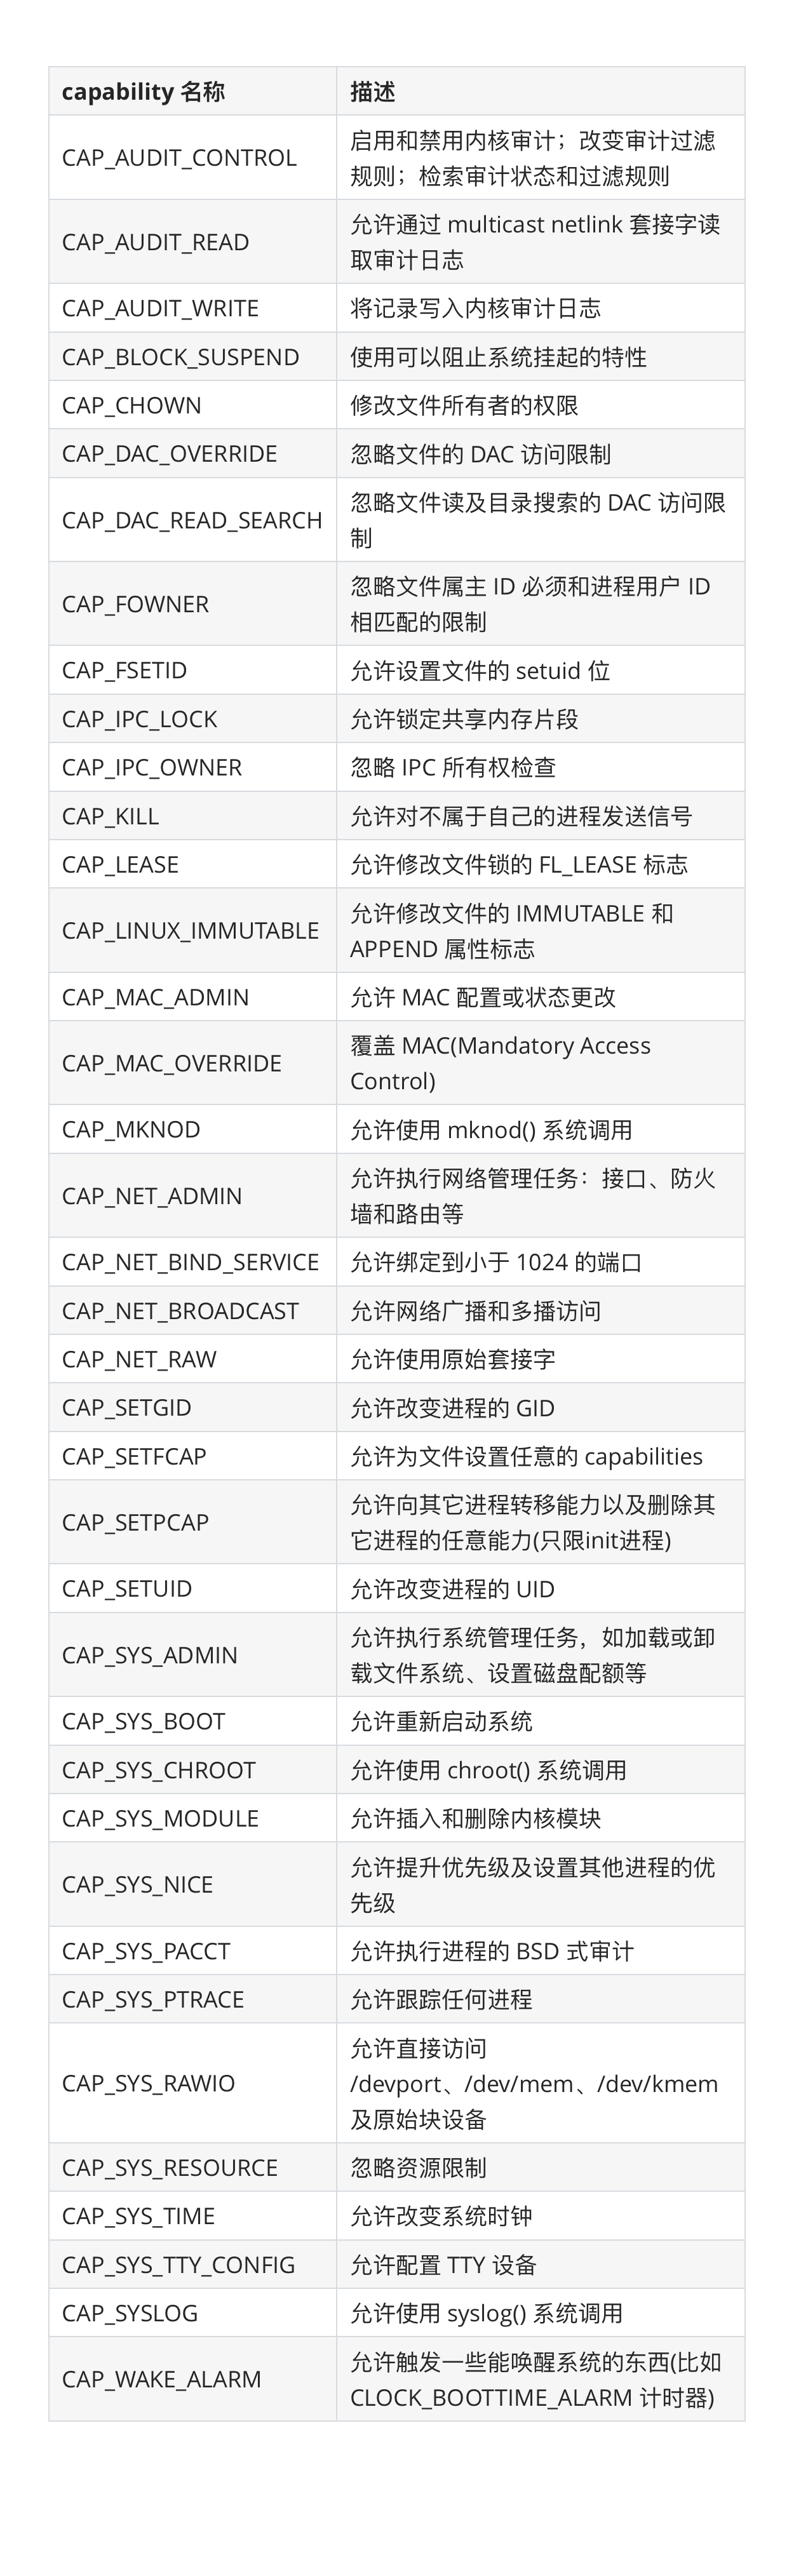 capability 名称 描述
CAP_AUDIT_CONTROL 启用和禁用内核审计；改变审计过滤
规则；检索审计状态和过滤规则
CAP_AUDIT_READ 允许通过 multicast netlink 套接字读
取审计日志
CAP_AUDIT_WRITE 将记录写入内核审计日志
CAP_BLOCK_SUSPEND 使用可以阻止系统挂起的特性
CAP_CHOWN 修改文件所有者的权限
CAP_DAC_OVERRIDE 忽略文件的 DAC 访问限制
CAP_DAC_READ_SEARCH 忽略文件读及目录搜索的 DAC 访问限
制
CAP_FOWNER 忽略文件属主 ID 必须和进程用户 ID
相匹配的限制
CAP_FSETID 允许设置文件的 setuid 位
CAP_IPC_LOCK 允许锁定共享内存片段
CAP_IPC_OWNER 忽略 IPC 所有权检查
CAP_KILL 允许对不属于自己的进程发送信号
CAP_LEASE 允许修改文件锁的 FL_LEASE 标志
CAP_LINUX_IMMUTABLE 允许修改文件的 IMMUTABLE 和
APPEND 属性标志
CAP_MAC_ADMIN 允许 MAC 配置或状态更改
CAP_MAC_OVERRIDE 覆盖 MAC(Mandatory Access
Control)
CAP_MKNOD 允许使用 mknod() 系统调用
CAP_NET_ADMIN 允许执行网络管理任务：接口、防火
墙和路由等
CAP_NET_BIND_SERVICE 允许绑定到小于 1024 的端口
CAP_NET_BROADCAST 允许网络广播和多播访问
CAP_NET_RAW 允许使用原始套接字
CAP_SETGID 允许改变进程的 GID
CAP_SETFCAP 允许为文件设置任意的 capabilities
CAP_SETPCAP 允许向其它进程转移能力以及删除其
它进程的任意能力(只限init进程)
CAP_SETUID 允许改变进程的 UID
CAP_SYS_ADMIN 允许执行系统管理任务，如加载或卸
载文件系统、设置磁盘配额等
CAP_SYS_BOOT 允许重新启动系统
CAP_SYS_CHROOT 允许使用 chroot() 系统调用
CAP_SYS_MODULE 允许插入和删除内核模块
CAP_SYS_NICE 允许提升优先级及设置其他进程的优
先级
CAP_SYS_PACCT 允许执行进程的 BSD 式审计
CAP_SYS_PTRACE 允许跟踪任何进程
CAP_SYS_RAWIO 允许直接访问
/devport、/dev/mem、/dev/kmem
及原始块设备
CAP_SYS_RESOURCE 忽略资源限制
CAP_SYS_TIME 允许改变系统时钟
CAP_SYS_TTY_CONFIG 允许配置 TTY 设备
CAP_SYSLOG 允许使用 syslog() 系统调用
CAP_WAKE_ALARM 允许触发一些能唤醒系统的东西(比如
CLOCK_BOOTTIME_ALARM 计时器)